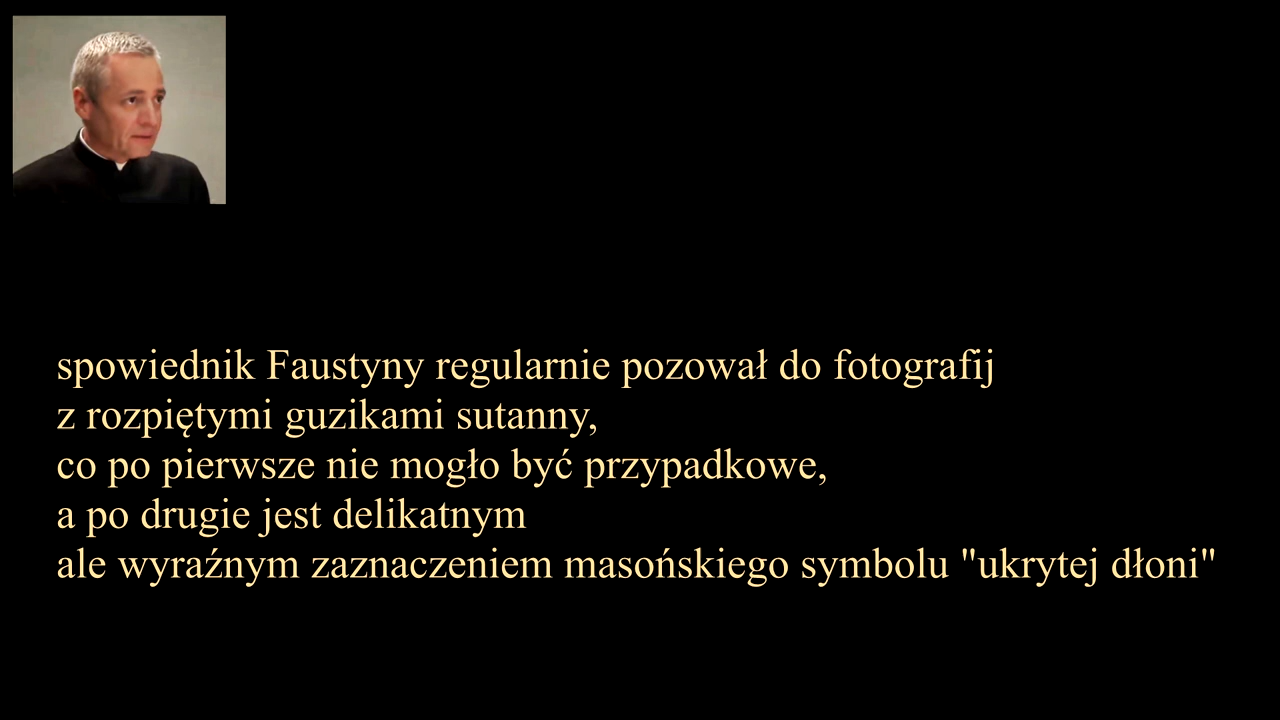 spowiednik Faustyny regularnie pozował do fotografij
z rozpiętymi guzikami sutanny,
co po pierwsze nie mogło być przypadkowe,
a po drugie jest delikatnym
ale wyraźnym zaznaczeniem masońskiego symbolu "ukrytej dłoni"